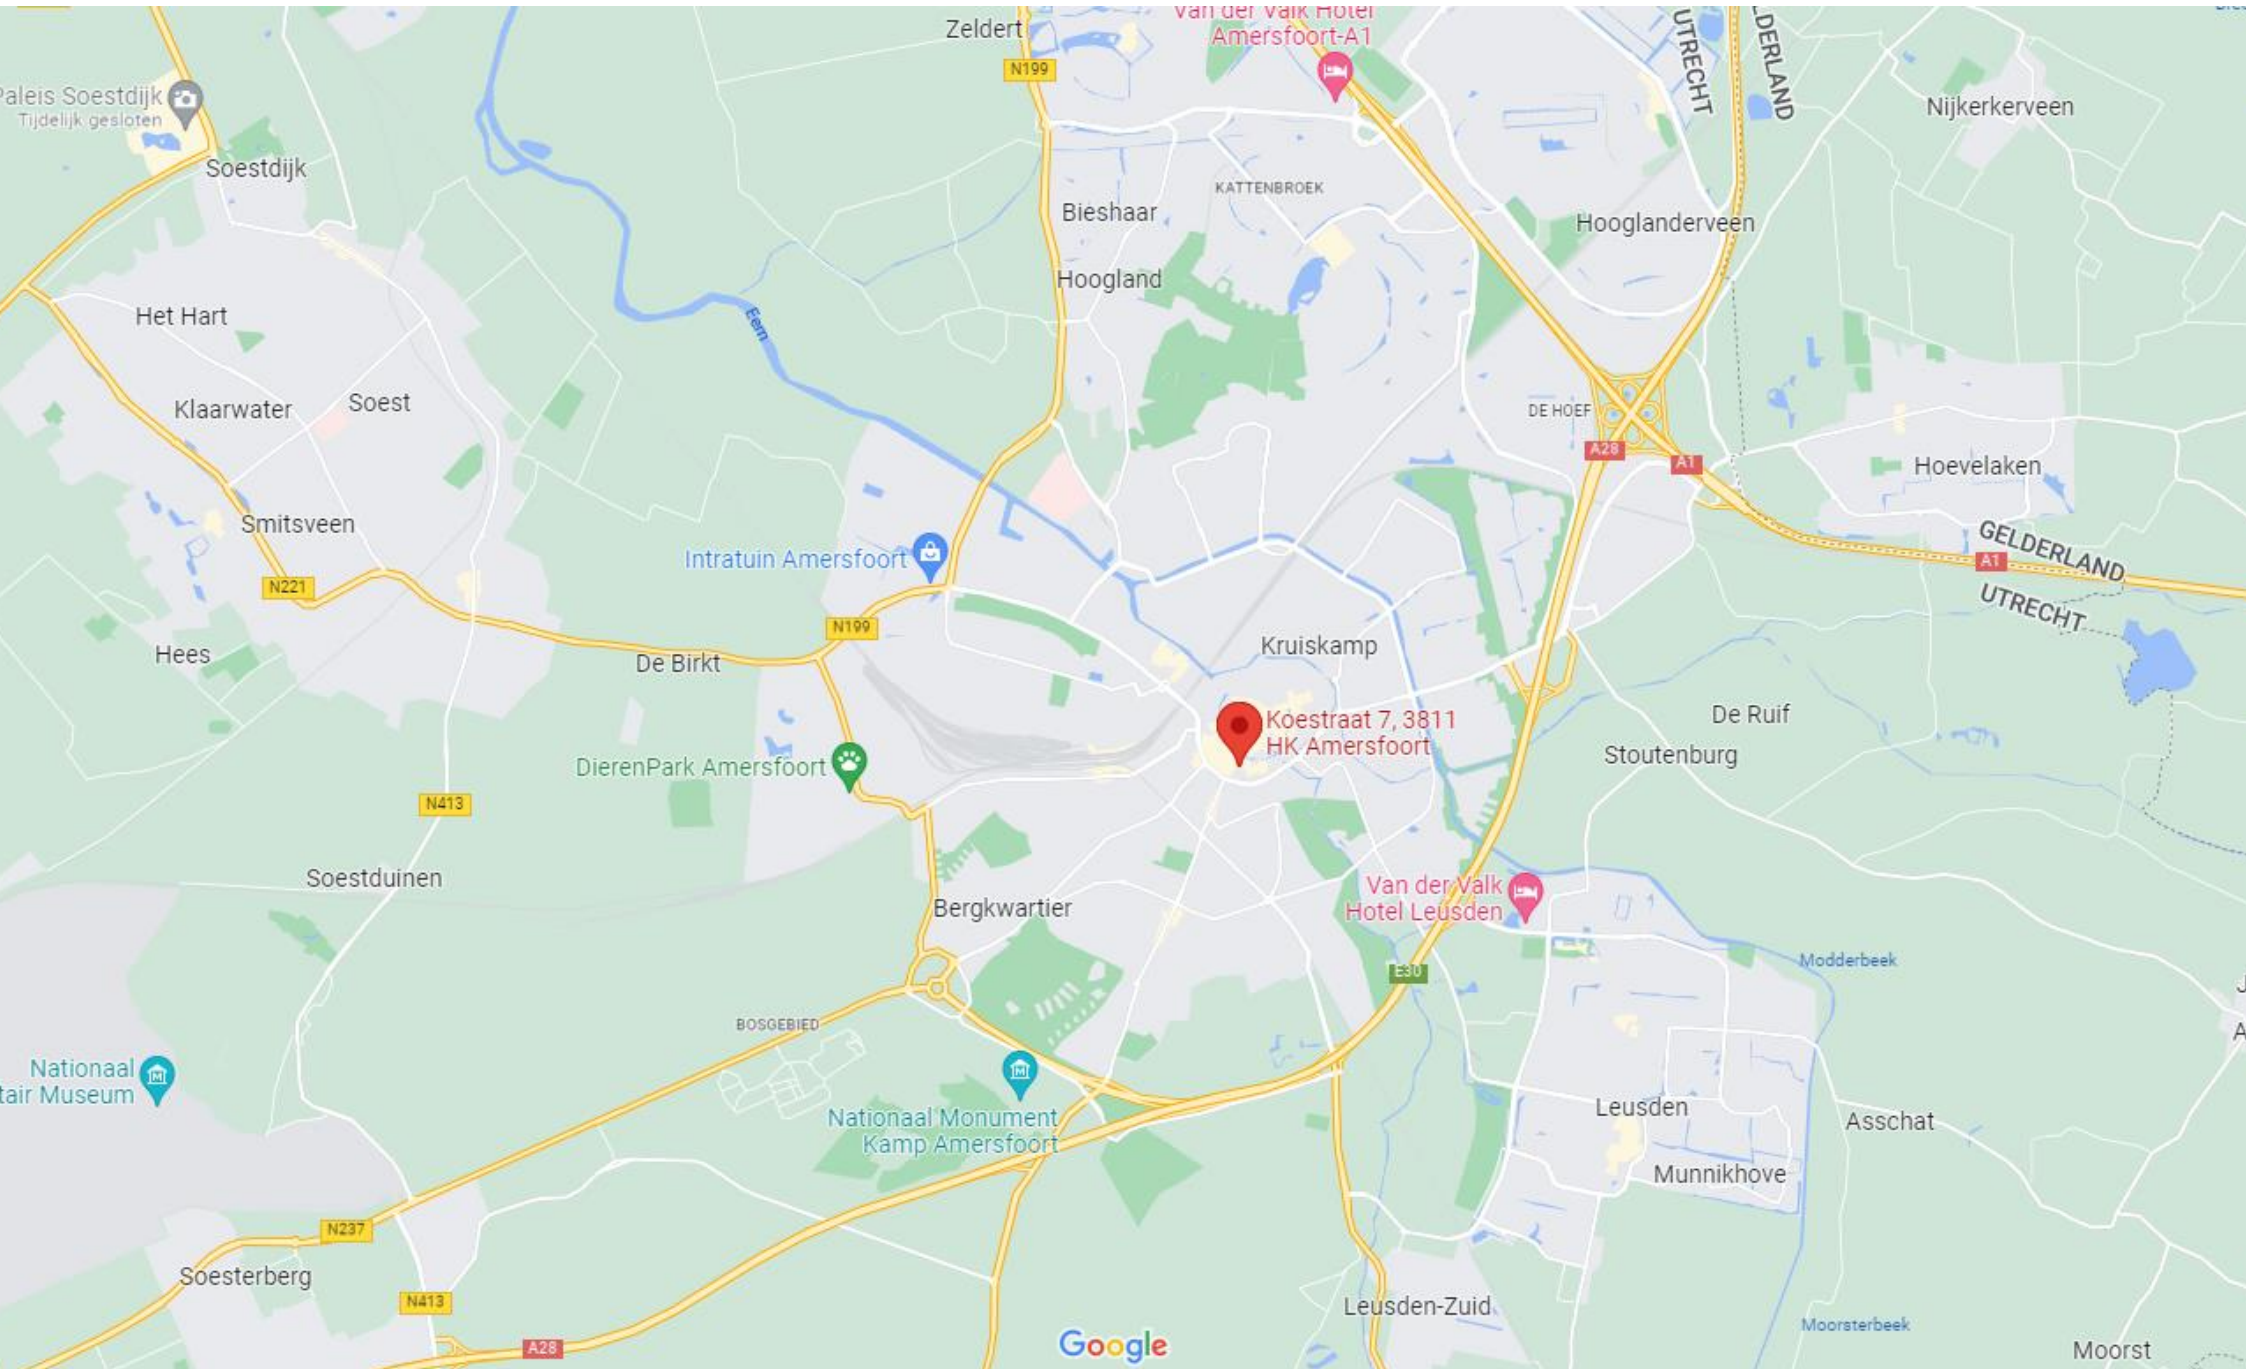 Van der Valk Hotel
Amersfoort-A1
Zeldert
N199
UTRECHT
LDERLAND
Paleis Soestdijk
Tijdelijk gesloten
Nijkerkerveen
Soestdijk
KATTENBROEK
Bieshaar
Hooglanderveen
Hoogland
Het Hart
Eem
Klaarwater
Soest
DE HOEF
A28
A1
Hoevelaken
Smitsveen
GELDERLAND
Intratuin Amersfoort
A1
N221
UTRECHT
N199
Kruiskamp
Hees
De Birkt
Koestraat 7, 3811
HK Amersfoort
De Ruif
Stoutenburg
DierenPark Amersfoort
N413
Soestduinen
Van der Valk
Hotel Leusden
Bergkwartier
Modderbeek
E30
J
A
BOSGEBIED
Nationaal
tair Museum
Nationaal Monument
Kamp Amersfoort
Leusden
Asschat
Munnikhove
N237
Soesterberg
N413
Leusden-Zuid
Moorsterbeek
A28
Google
Moorst